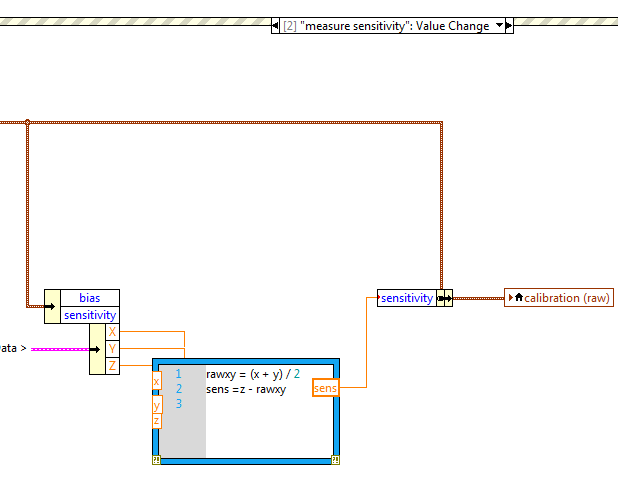 [2] "measure sensitivity": Value Change
bias
sensitivity
sensitivity
calibration (raw)
X
ata >
Y
Z
1 rawxy = (x + y) / 2
x
2 sens =z - rawxy
sens
y
3
z
?!
?!